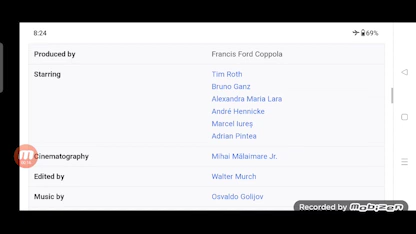 8:24 69%
Produced by Francis Ford Coppola
Starring Tim Roth
Bruno Ganz
Alexandra Maria Lara
André Hennicke
Marcel Iureș
Adrian Pintea
Cinematography Mihai Mălaimare Jr.
Edited by Walter Murch
Music by Osvaldo Golijov
Recorded by Mobizen